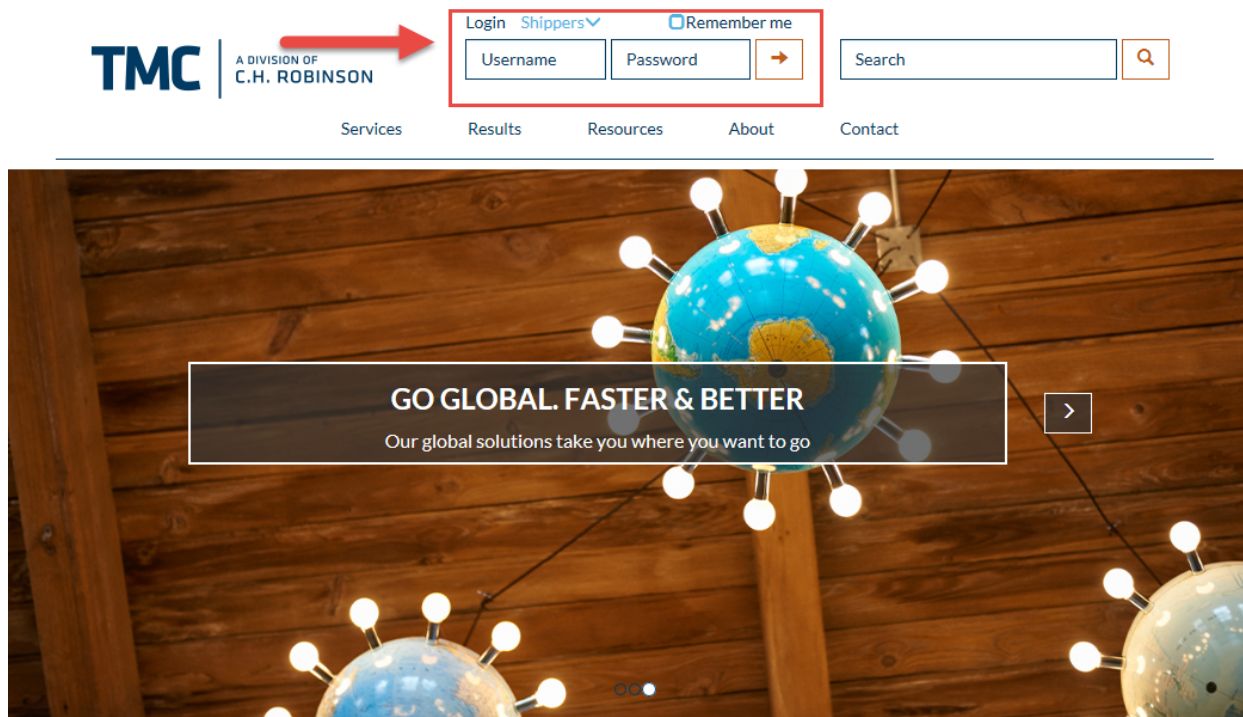 Login Shippers Remember me
TMC A DIVISION OF
C.H. ROBINSON
Username Password Search
Services Results Resources About Contact
GO GLOBAL. FASTER & BETTER
Our global solutions take you where you want to go